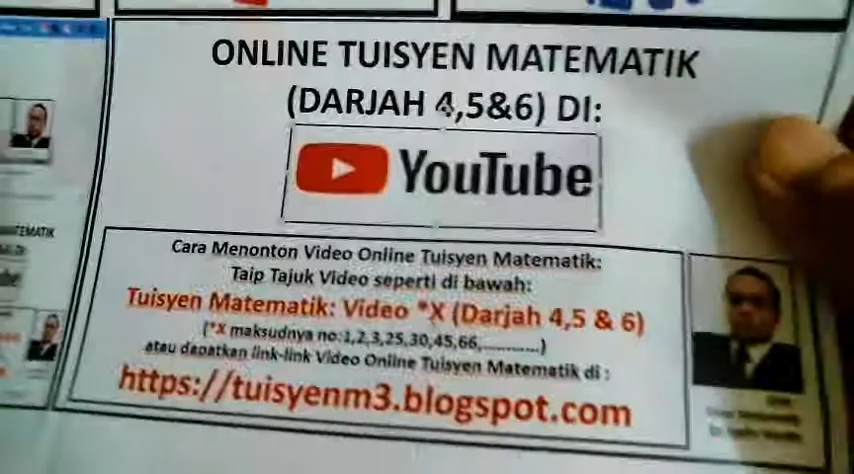 ONLINE TUISYEN MATEMATIK
(DARJAH 4,5&6) DI:
YouTube
Cara Menonton Video Online Tuisyen Matematik:
Taip Tajuk Video seperti di bawah:
Tuisyen Matematik: Video *X (Darjah 4,5 & 6)
(*X maksudnya no:1,2,3,25,30,45,66,............)
atau dapatkan link-link Video Online Tuisyen Matematik di :
https://tuisyenm3.blogspot.com